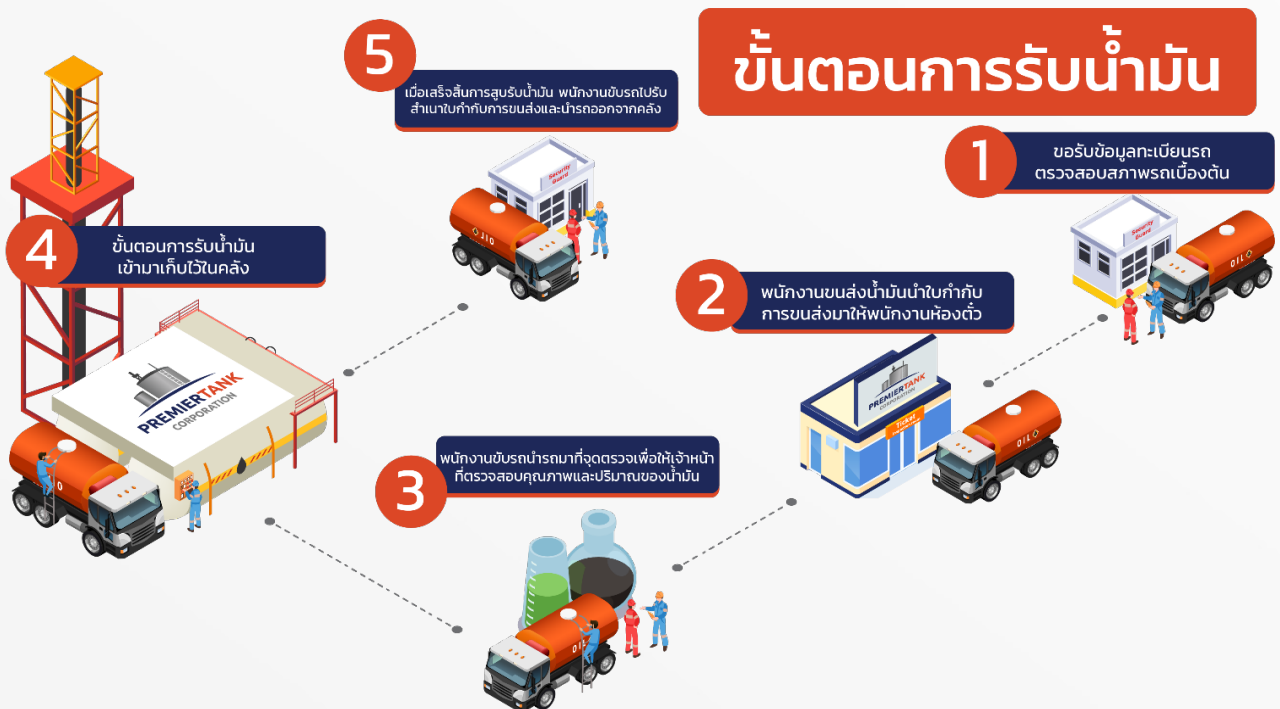 ขั้นตอนการรับน้ำมัน
1
ขอรับข้อมูลทะเบียนรถ
ตรวจสอบสภาพรถเบื้องต้น
Security
Guard
OIL
2
พนักงานขนส่งน้ำมันนำใบกำกับ
การขนส่งมาให้พนักงานห้องตั๋ว
PREMIERTANK
CORPORATION
Ticket
OIL
3
พนักงานขับรถนำรถมาที่จุดตรวจเพื่อให้เจ้าหน้า
ที่ตรวจสอบคุณภาพและปริมาณของน้ำมัน
OIL
4
ขั้นตอนการรับน้ำมัน
เข้ามาเก็บไว้ในคลัง
PREMIERTANK
CORPORATION
5
เมื่อเสร็จสิ้นการสูบรับน้ำมัน พนักงานขับรถไปรับ
สำเนาใบกำกับการขนส่งและนำรถออกจากคลัง
Security
Guard
OIL